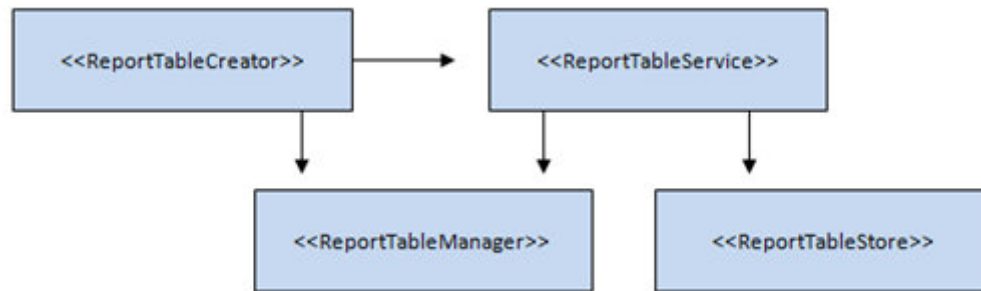 <<ReportTableCreator>>
<<ReportTableService>>
<<ReportTableManager>>
<<ReportTableStore>>